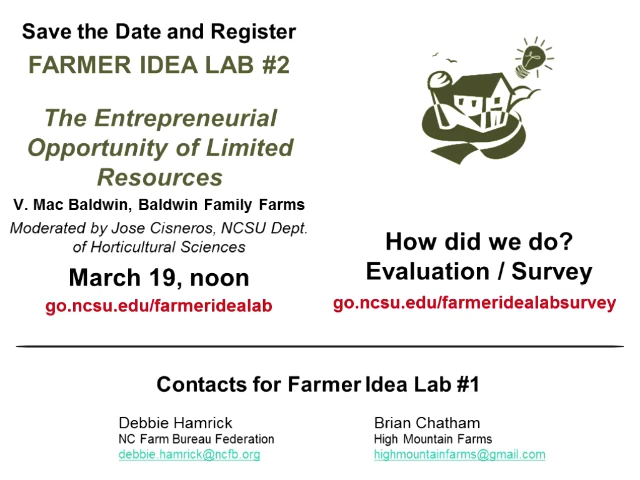 Save the Date and Register
FARMER IDEA LAB #2
The Entrepreneurial
Opportunity of Limited
Resources
V. Mac Baldwin, Baldwin Family Farms
Moderated by Jose Cisneros, NCSU Dept.
of Horticultural Sciences
March 19, noon
go.ncsu.edu/farmeridealab
How did we do?
Evaluation / Survey
go.ncsu.edu/farmeridealabsurvey
Contacts for Farmer Idea Lab #1
Debbie Hamrick
NC Farm Bureau Federation
debbie.hamrick@ncfb.org
Brian Chatham
High Mountain Farms
highmountainfarms@gmail.com